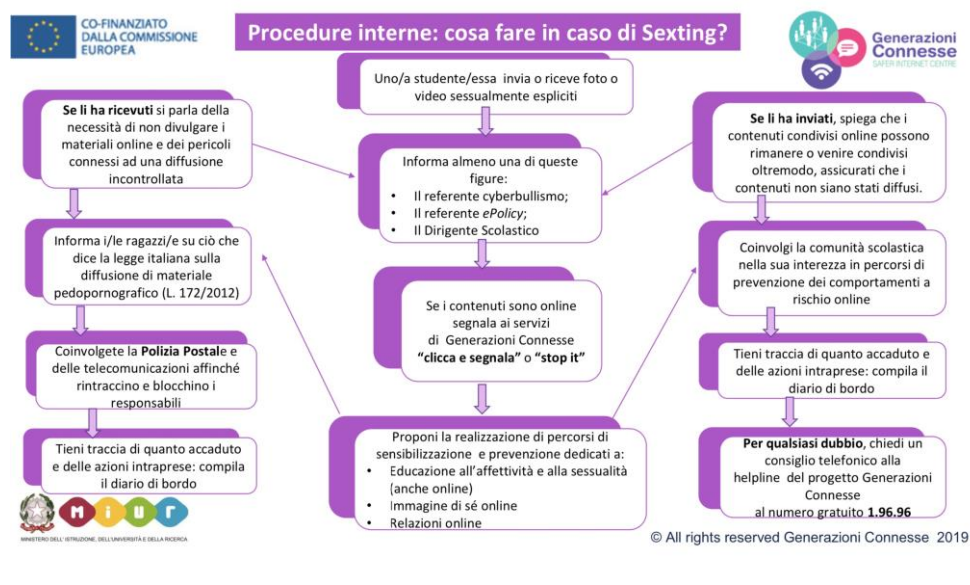 CO-FINANZIATO
DALLA COMMISSIONE
EUROPEA
Procedure interne: cosa fare in caso di Sexting?
Generazioni
Connesse
SAFER INTERNET CENTRE
Uno/a studente/essa invia o riceve foto o
video sessualmente espliciti
Se li ha ricevuti si parla della
necessità di non divulgare i
materiali online e dei pericoli
connessi ad una diffusione
incontrollata
Informa i/le ragazzi/e su ciò che
dice la legge italiana sulla
diffusione di materiale
pedopornografico (L. 172/2012)
Coinvolgete la Polizia Postale e
delle telecomunicazioni affinché
rintraccino e blocchino i
responsabili
Tieni traccia di quanto accaduto
e delle azioni intraprese: compila
il diario di bordo
Informa almeno una di queste
figure:
• Il referente cyberbullismo;
• Il referente ePolicy;
• Il Dirigente Scolastico
Se i contenuti sono online
segnala ai servizi
di Generazioni Connesse
“clicca e segnala” o “stop it”
Proponi la realizzazione di percorsi di
sensibilizzazione e prevenzione dedicati a:
• Educazione all’affettività e alla sessualità
(anche online)
• Immagine di sé online
• Relazioni online
Se li ha inviati, spiega che i
contenuti condivisi online possono
rimanere o venire condivisi
oltremodo, assicurati che i
contenuti non siano stati diffusi.
Coinvolgi la comunità scolastica
nella sua interezza in percorsi di
prevenzione dei comportamenti a
rischio online
Tieni traccia di quanto accaduto e
delle azioni intraprese: compila il
diario di bordo
Per qualsiasi dubbio, chiedi un
consiglio telefonico alla
helpline del progetto Generazioni
Connesse
al numero gratuito 1.96.96
MIUR
MINISTERO DELL' ISTRUZIONE, DELL'UNIVERSITÀ E DELLA RICERCA
© All rights reserved Generazioni Connesse 2019